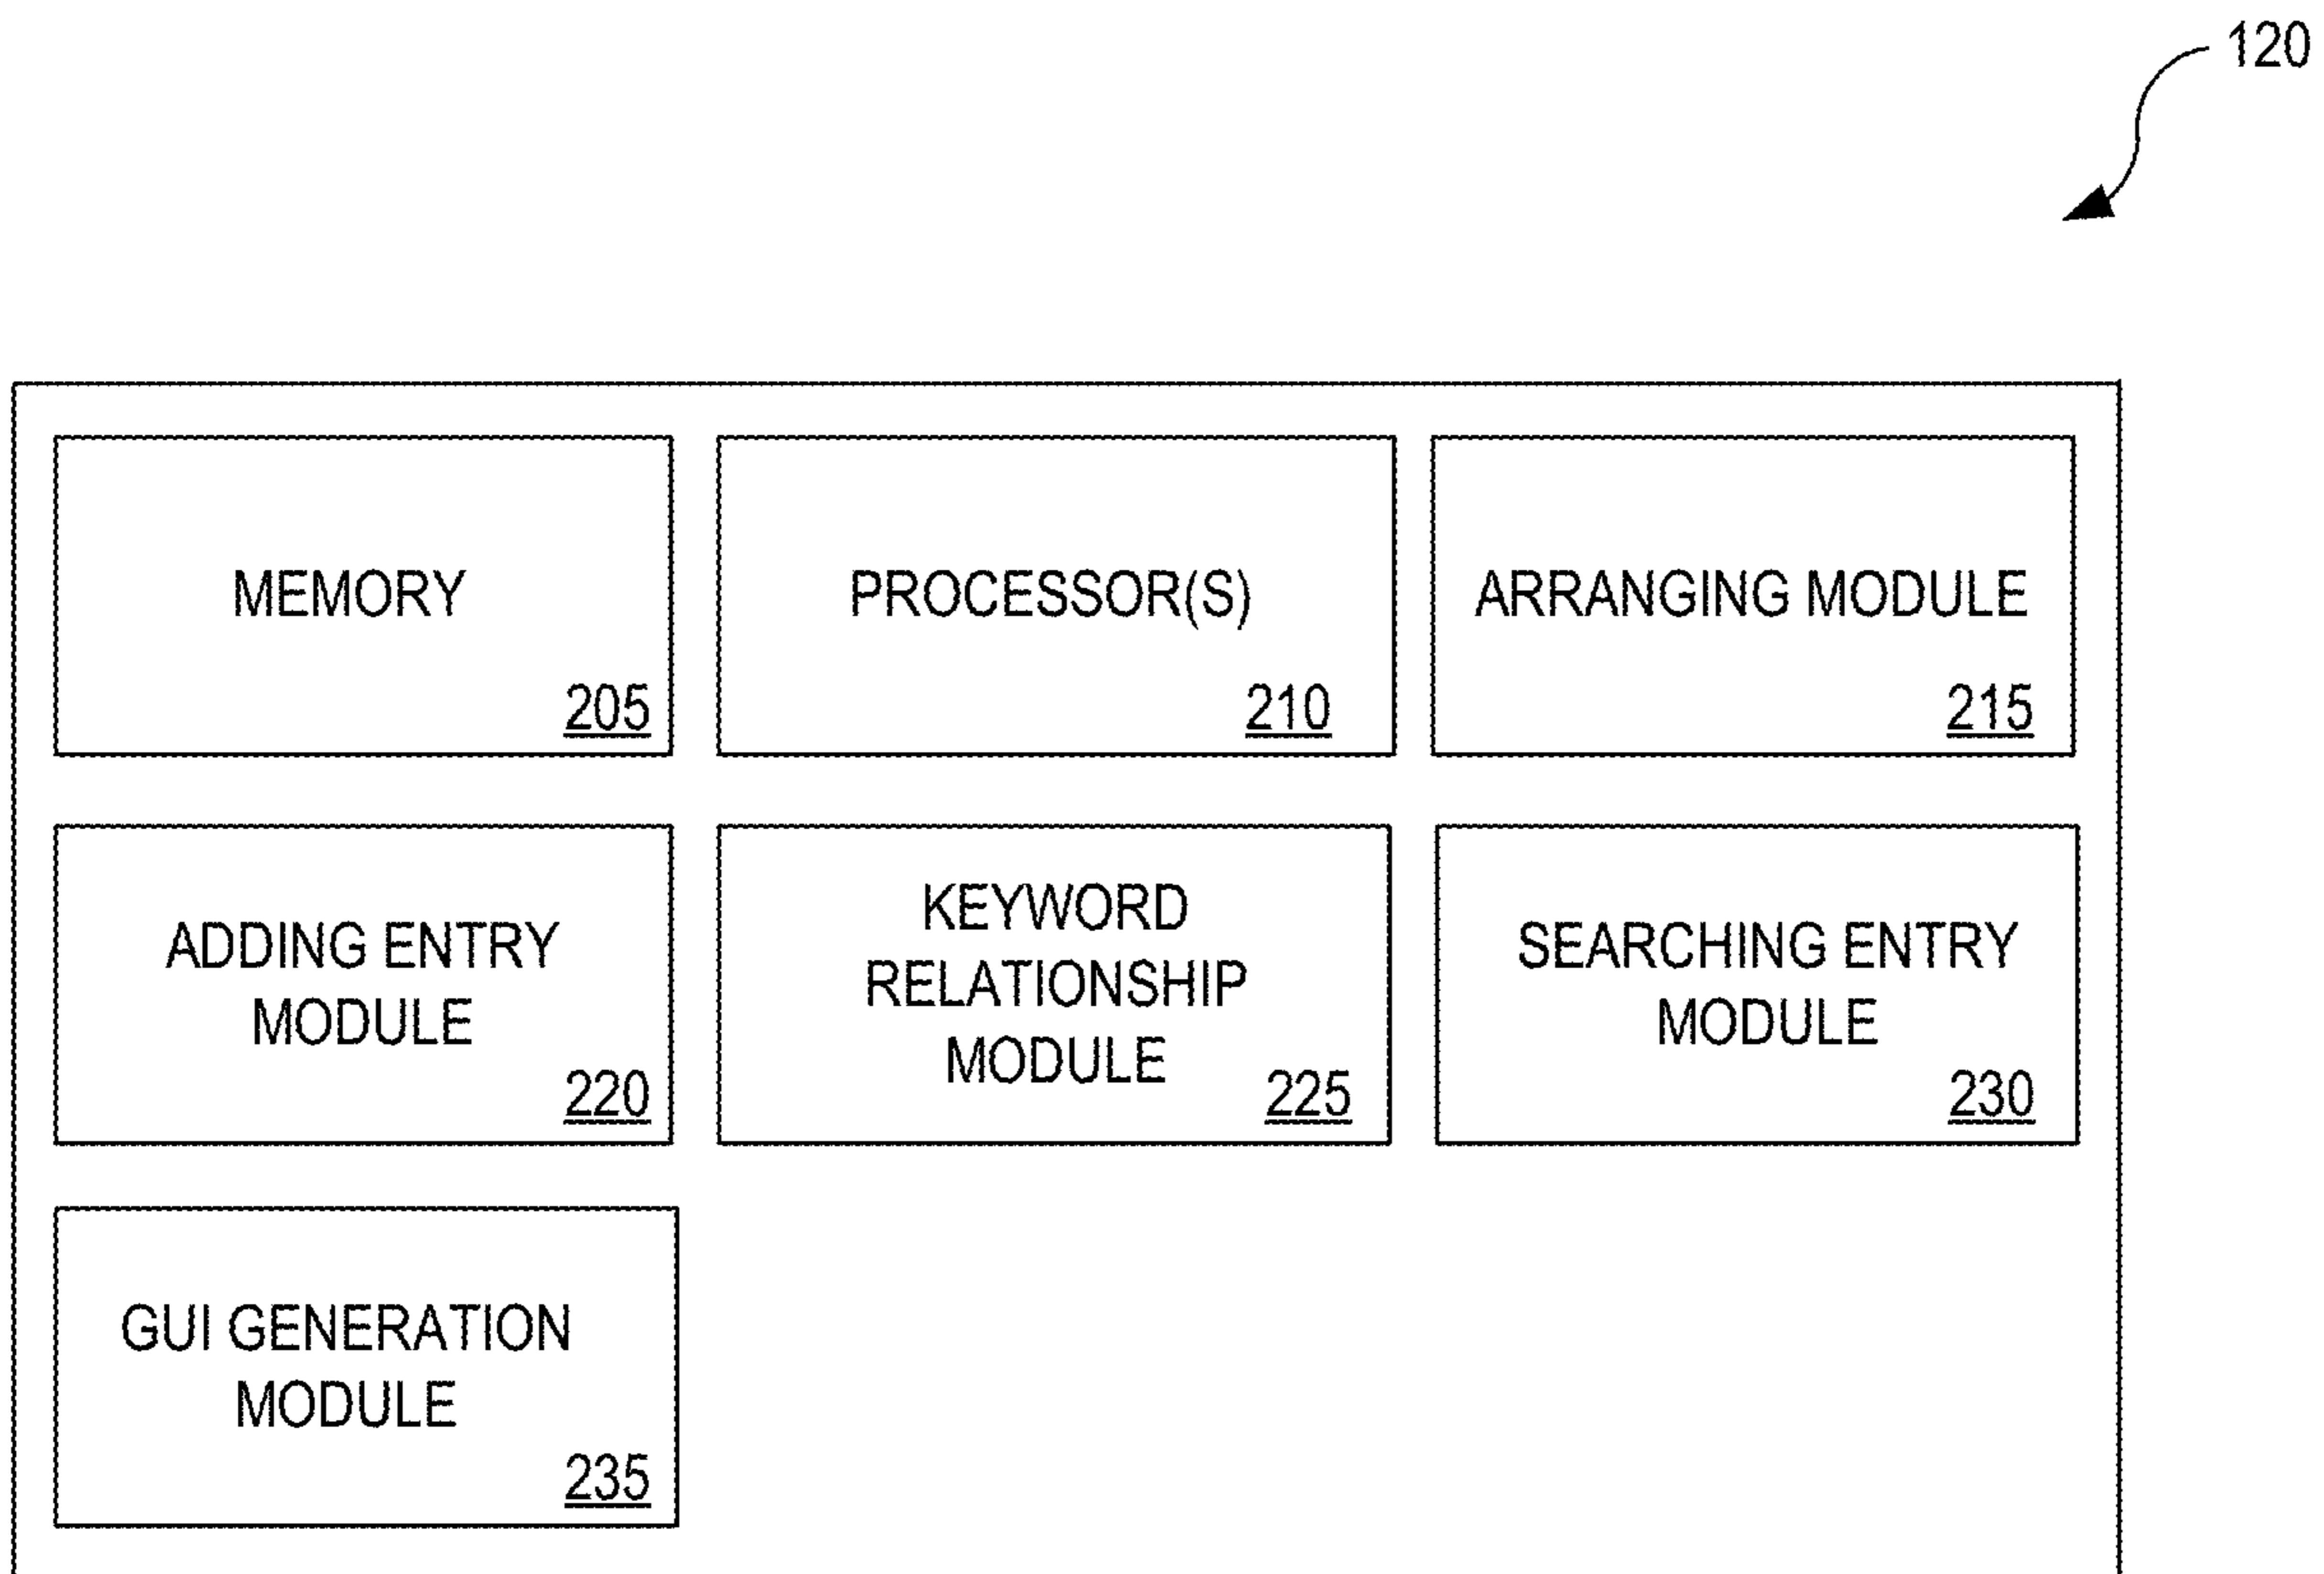 120
MEMORY
205
PROCESSOR(S)
210
ARRANGING MODULE
215
ADDING ENTRY
MODULE
220
KEYWORD
RELATIONSHIP
MODULE
225
SEARCHING ENTRY
MODULE
230
GUI GENERATION
MODULE
235